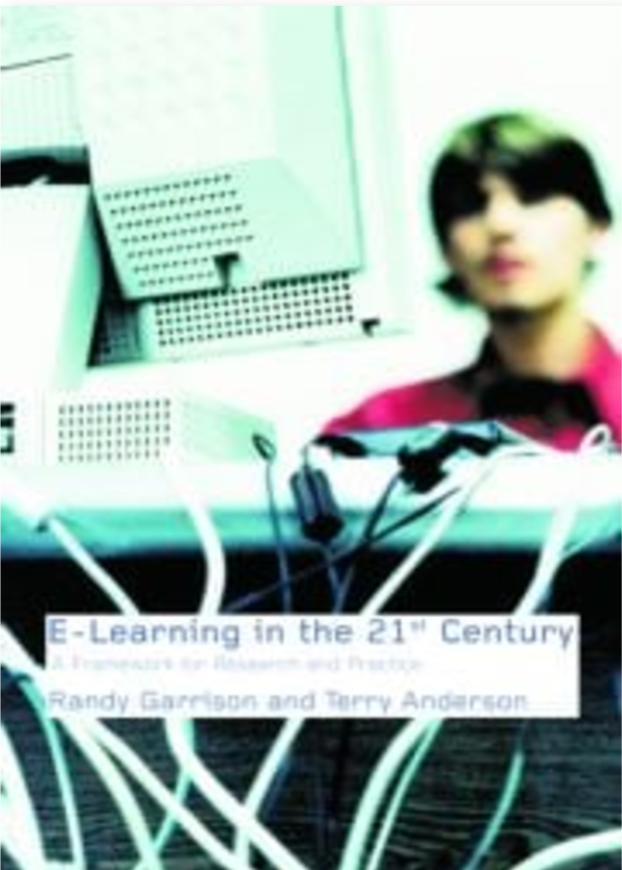 E-Learning in the 21st Century
A Framework for Research and Practice
Randy Garrison and Terry Anderson